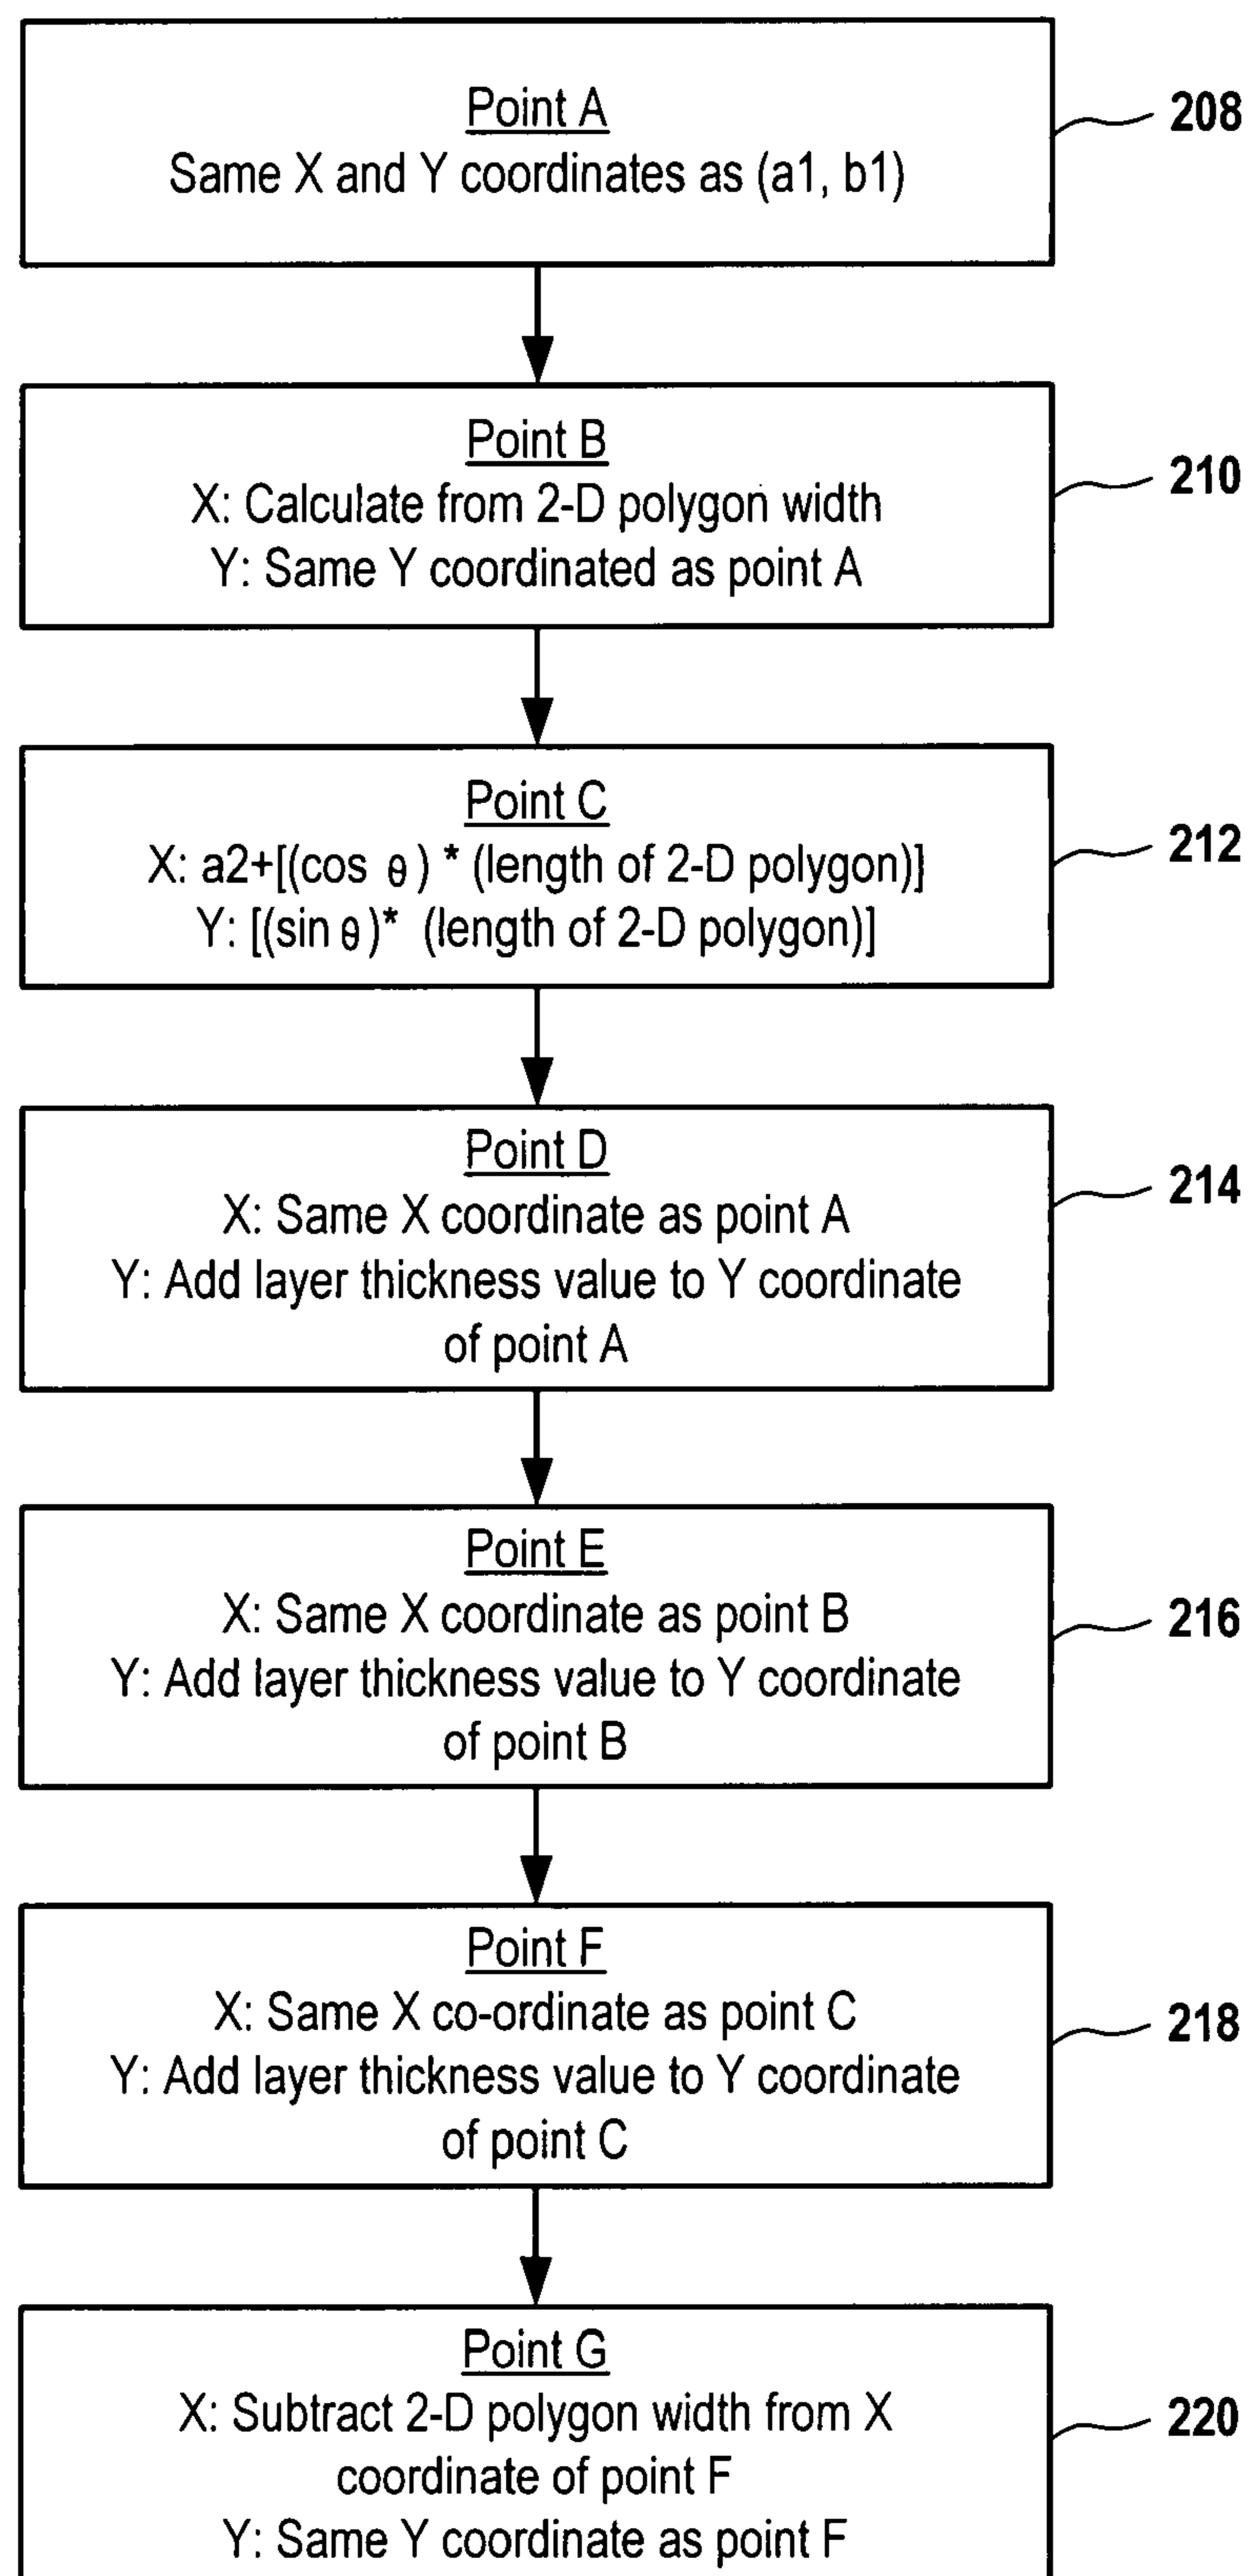 Point A
Same X and Y coordinates as (a1, b1)
208
Point B
X: Calculate from 2-D polygon width
Y: Same Y coordinated as point A
210
Point C
X: a2+[(cos θ) * (length of 2-D polygon)]
Y: [(sin θ)* (length of 2-D polygon)]
212
Point D
X: Same X coordinate as point A
Y: Add layer thickness value to Y coordinate
of point A
214
Point E
X: Same X coordinate as point B
Y: Add layer thickness value to Y coordinate
of point B
216
Point F
X: Same X co-ordinate as point C
Y: Add layer thickness value to Y coordinate
of point C
218
Point G
X: Subtract 2-D polygon width from X
coordinate of point F
Y: Same Y coordinate as point F
220